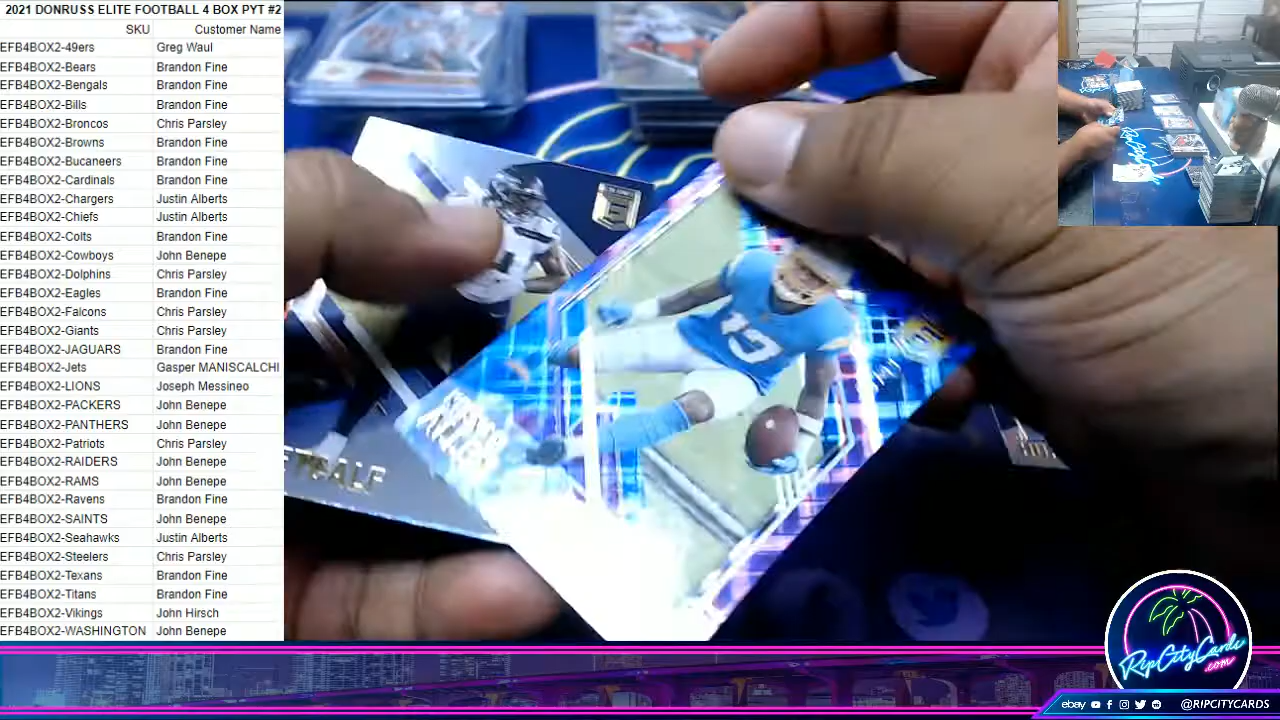 2021 DONRUSS ELITE FOOTBALL 4 BOX PYT #2
SKU Customer Name
EFB4BOX2-49ers Greg Waul
EFB4BOX2-Bears Brandon Fine
EFB4BOX2-Bengals Brandon Fine
EFB4BOX2-Bills Brandon Fine
EFB4BOX2-Broncos Chris Parsley
EFB4BOX2-Browns Brandon Fine
EFB4BOX2-Bucaneers Brandon Fine
EFB4BOX2-Cardinals Brandon Fine
EFB4BOX2-Chargers Justin Alberts
EFB4BOX2-Chiefs Justin Alberts
EFB4BOX2-Colts Brandon Fine
EFB4BOX2-Cowboys John Benepe
EFB4BOX2-Dolphins Chris Parsley
EFB4BOX2-Eagles Brandon Fine
EFB4BOX2-Falcons Chris Parsley
EFB4BOX2-Giants Chris Parsley
EFB4BOX2-JAGUARS Brandon Fine
EFB4BOX2-Jets Gasper MANISCALCHI
EFB4BOX2-LIONS Joseph Messineo
EFB4BOX2-PACKERS John Benepe
EFB4BOX2-PANTHERS John Benepe
EFB4BOX2-Patriots Chris Parsley
EFB4BOX2-RAIDERS John Benepe
EFB4BOX2-RAMS John Benepe
EFB4BOX2-Ravens Brandon Fine
EFB4BOX2-SAINTS John Benepe
EFB4BOX2-Seahawks Justin Alberts
EFB4BOX2-Steelers Chris Parsley
EFB4BOX2-Texans Brandon Fine
EFB4BOX2-Titans Brandon Fine
EFB4BOX2-Vikings John Hirsch
EFB4BOX2-WASHINGTON John Benepe
13
RipCityCards
.com
ebay @RIPCITYCARDS